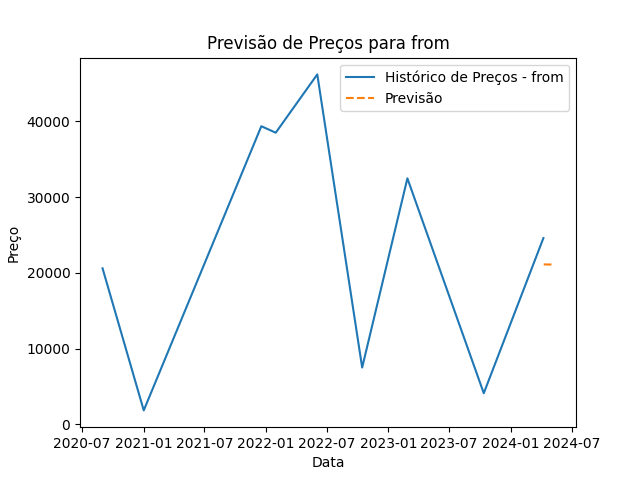 Previsão de Preços para from
Histórico de Preços - from
Previsão
Preço
40000
30000
20000
10000
0
2020-07 2021-01 2021-07 2022-01 2022-07 2023-01 2023-07 2024-01 2024-07
Data